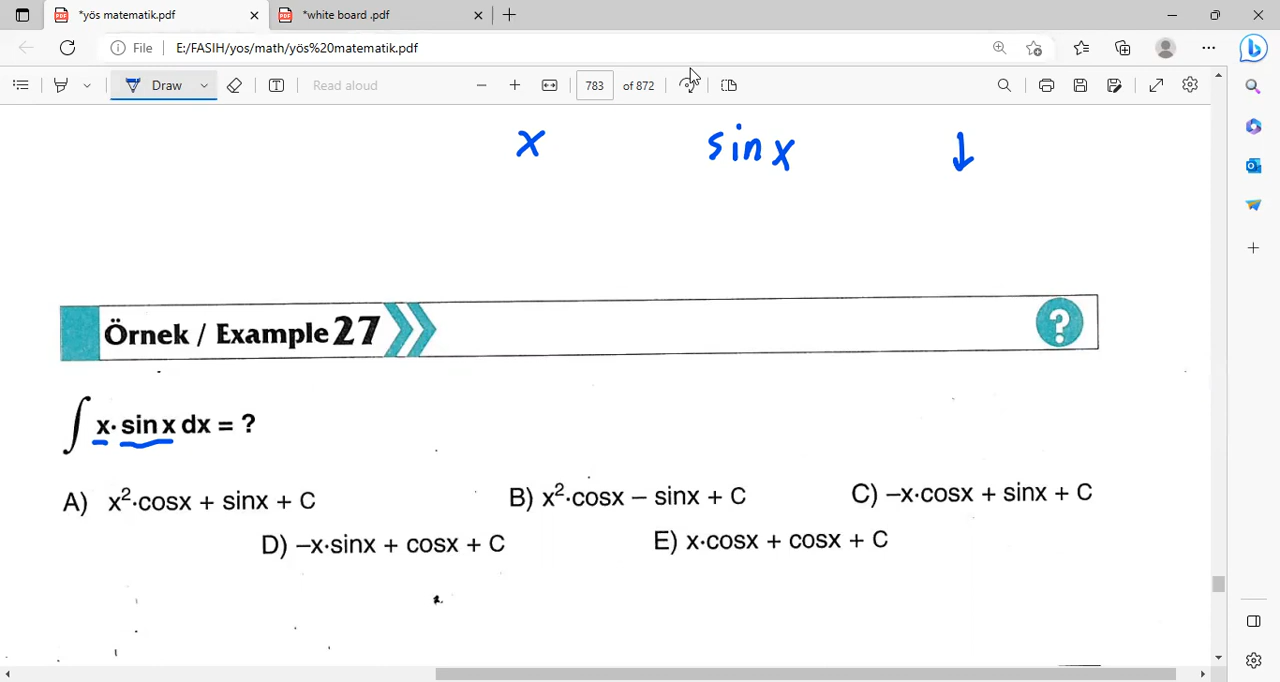 *yös matematik.pdf
*white board .pdf
File
E:/FASIH/yos/math/yös%20matematik.pdf
Draw
Read aloud
783 of 872
x sin x ↓
Örnek / Example 27 ?
∫ x· sin x dx = ?
A) x²·cosx + sinx + C
B) x²·cosx – sinx + C
C) –x·cosx + sinx + C
D) –x·sinx + cosx + C
E) x·cosx + cosx + C